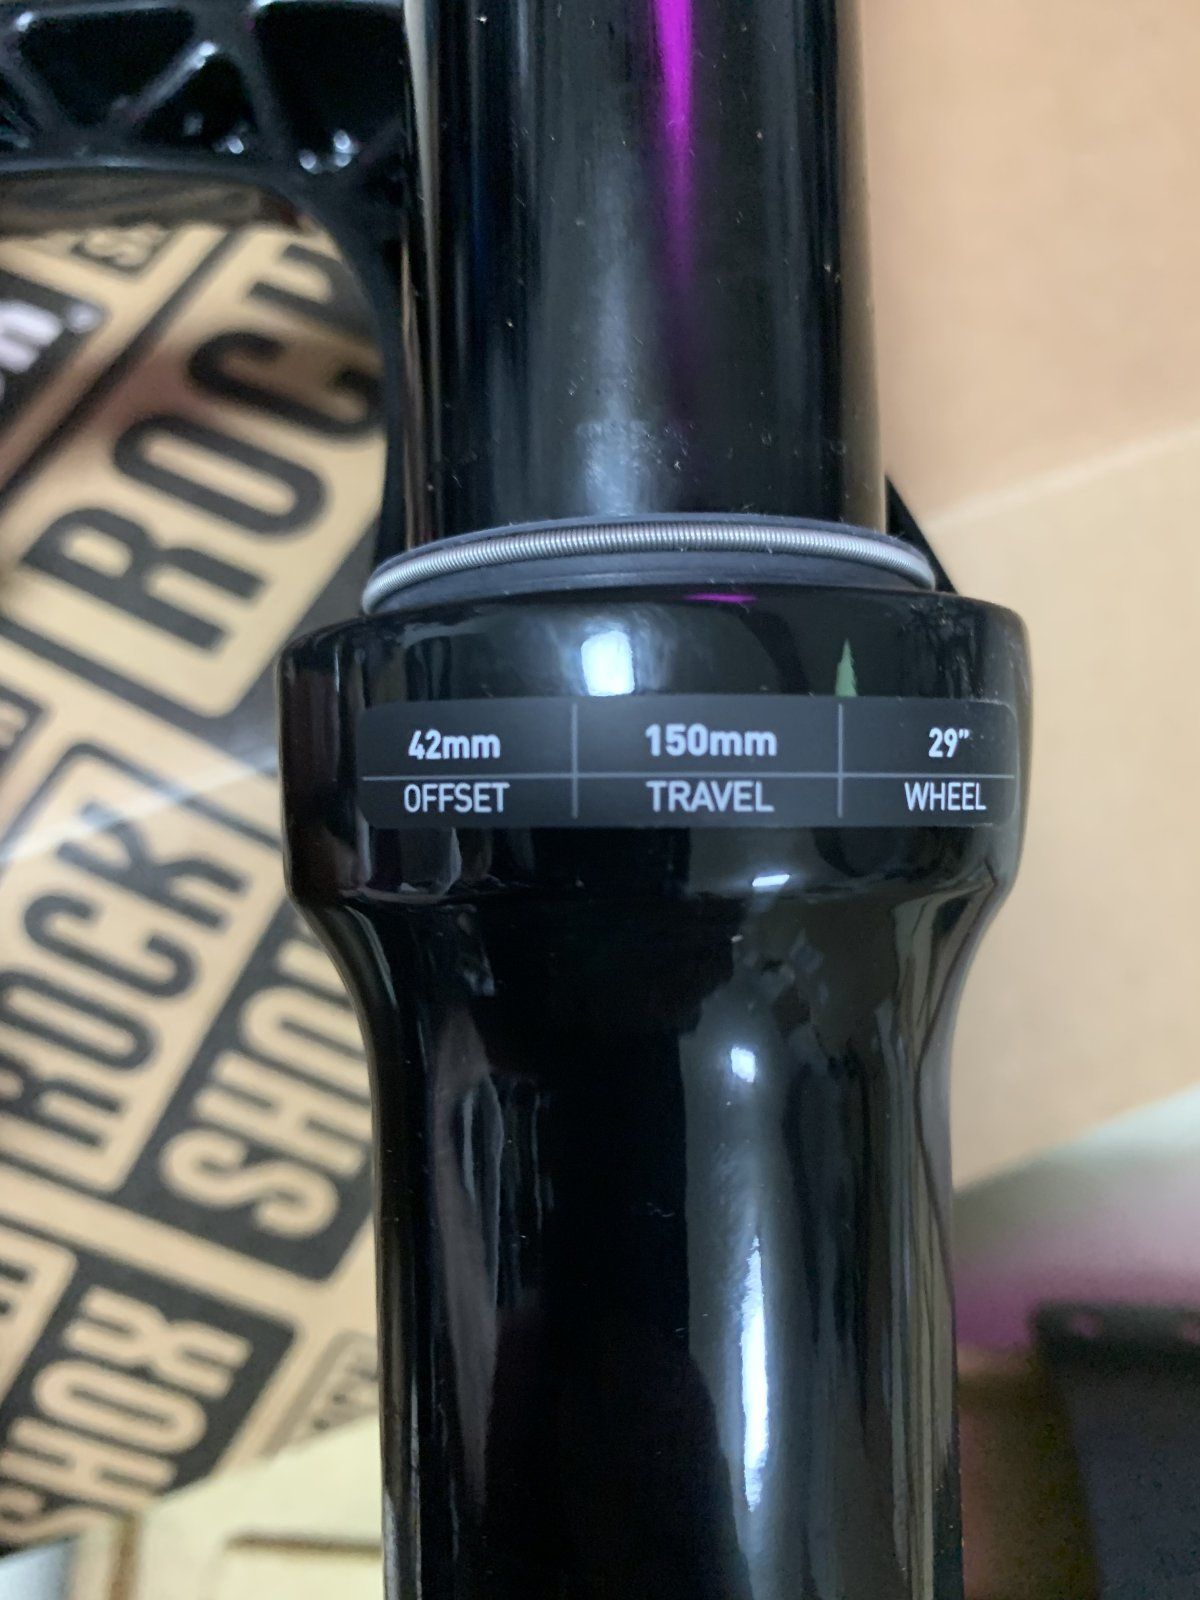 42mm 150mm 29"
OFFSET TRAVEL WHEEL
ROCK
ROCK
SHOX
SHOX